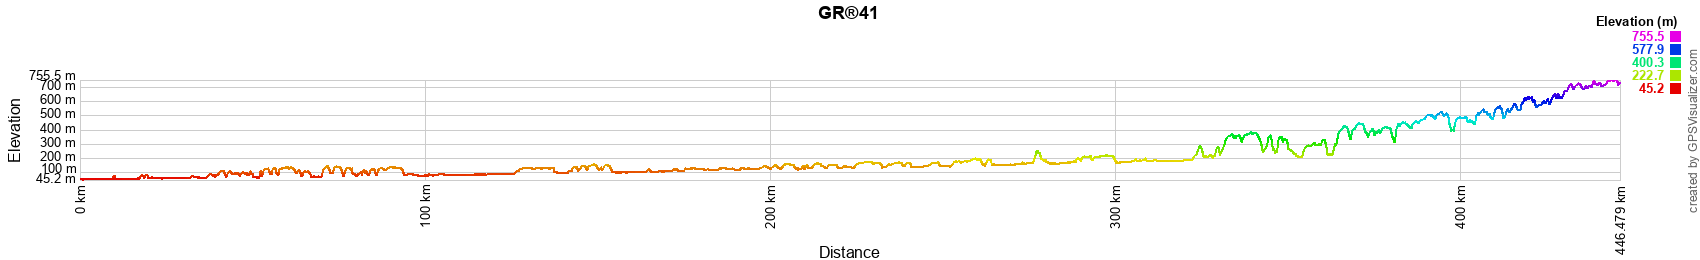 GR®41
Elevation (m)
755.5
577.9
400.3
222.7
45.2
755.5 m
700 m
600 m
500 m
400 m
300 m
200 m
100 m
45.2 m
Elevation
0 km
100 km
200 km
300 km
400 km
446.479 km
Distance
created by GPSVisualizer.com